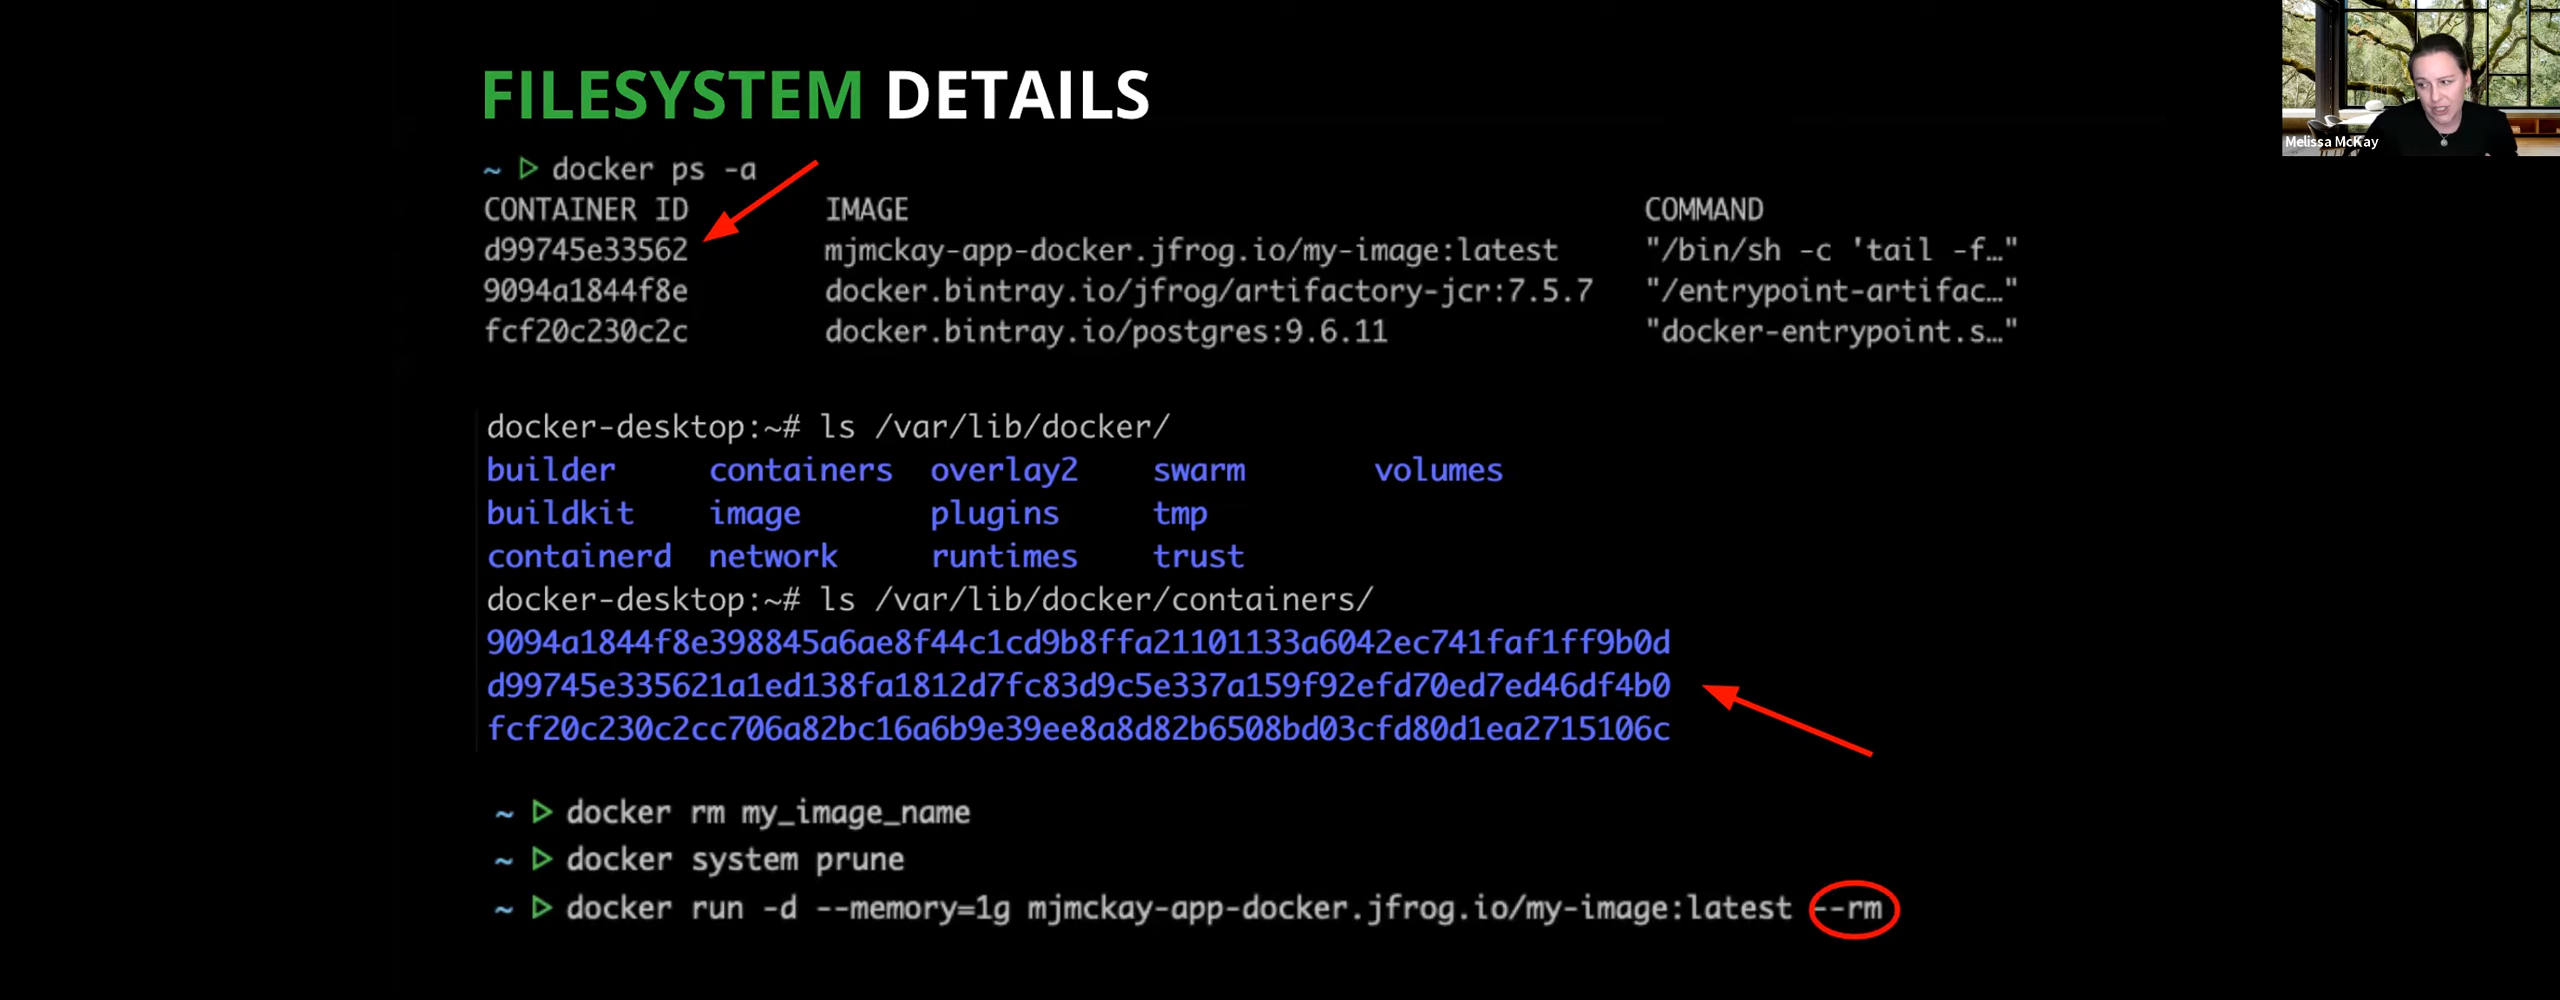 FILESYSTEM DETAILS
Melissa McKay
~ ▷ docker ps -a
CONTAINER ID IMAGE COMMAND
d99745e33562 mjmckay-app-docker.jfrog.io/my-image:latest "/bin/sh -c 'tail -f…"
9094a1844f8e docker.bintray.io/jfrog/artifactory-jcr:7.5.7 "/entrypoint-artifac…"
fcf20c230c2c docker.bintray.io/postgres:9.6.11 "docker-entrypoint.s…"
docker-desktop:~# ls /var/lib/docker/
builder containers overlay2 swarm volumes
buildkit image plugins tmp
containerd network runtimes trust
docker-desktop:~# ls /var/lib/docker/containers/
9094a1844f8e398845a6ae8f44c1cd9b8ffa21101133a6042ec741faf1ff9b0d
d99745e335621a1ed138fa1812d7fc83d9c5e337a159f92efd70ed7ed46df4b0
fcf20c230c2cc706a82bc16a6b9e39ee8a8d82b6508bd03cfd80d1ea2715106c
~ ▷ docker rm my_image_name
~ ▷ docker system prune
~ ▷ docker run -d --memory=1g mjmckay-app-docker.jfrog.io/my-image:latest --rm